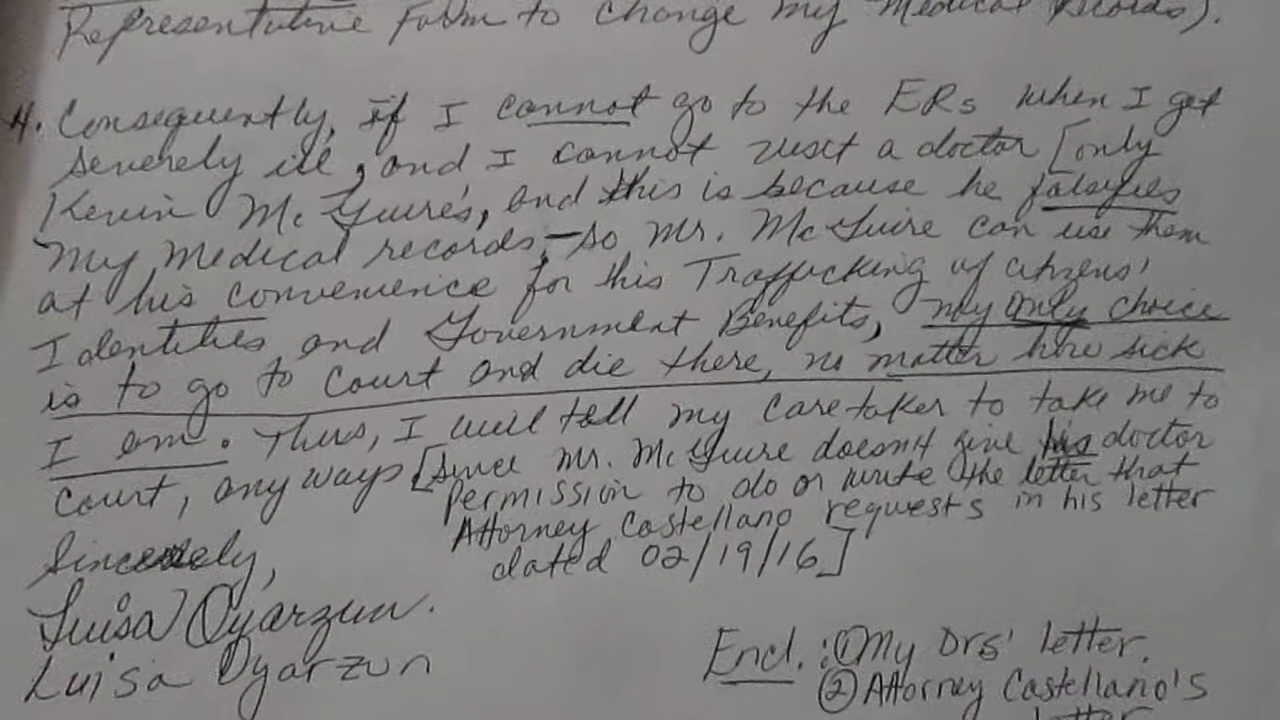 Representative Form to change my Medical Records).
4. Consequently, if I cannot go to the ERs when I get
severely ill, and I cannot visit a doctor [only
Kevin McGuire's, and this is because he falsifies
my Medical records,—so Mr. McGuire can use them
at his convenience for this Trafficking of citizens'
Identities and Government Benefits, my only choice
is to go to Court and die there, no matter how sick
I am. Thus, I will tell my caretaker to take me to
court, any ways [since Mr. McGuire doesn't give his doctor
permission to do or write the letter that
Attorney Castellano requests in his letter
dated 02/19/16]
Sincerely,
Luisa Oyarzun.
Luisa Oyarzun
Encl.: ① My Drs' letter.
② Attorney Castellano's
letter